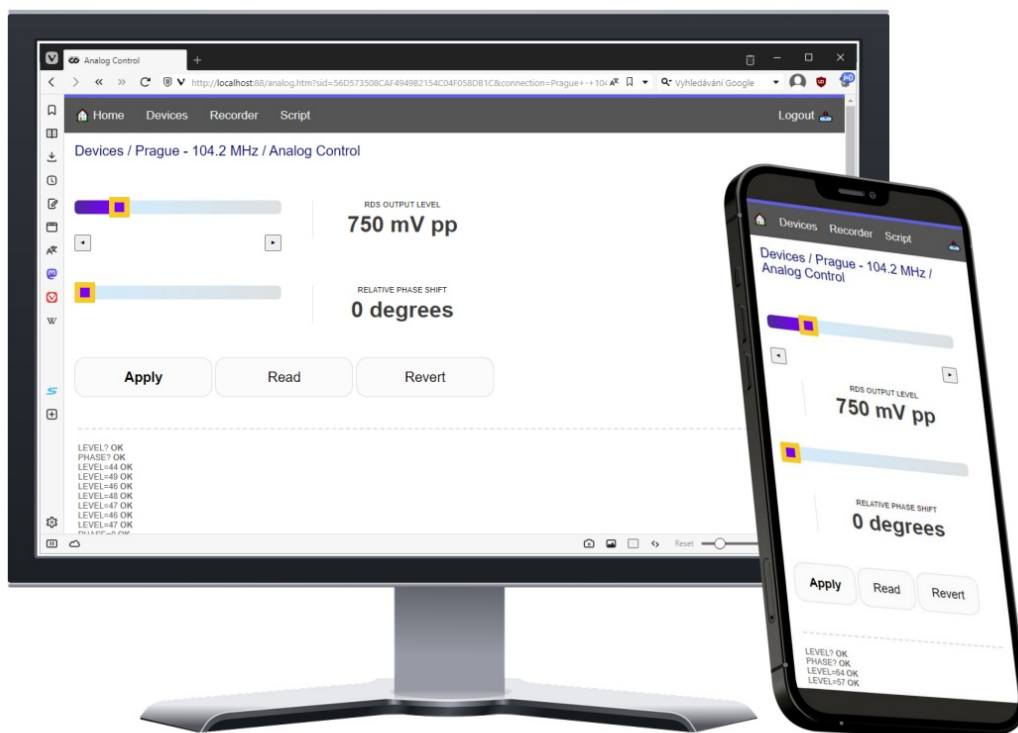 Analog Control
http://localhost:88/analog.htm?sid=56D573508CAF494982154C04F058DB1C&connection=Prague+-+104
Vyhledávání Google
Home Devices Recorder Script Logout
Devices / Prague - 104.2 MHz / Analog Control
RDS OUTPUT LEVEL
750 mV pp
RELATIVE PHASE SHIFT
0 degrees
Apply Read Revert
LEVEL? OK
PHASE? OK
LEVEL=44 OK
LEVEL=49 OK
LEVEL=46 OK
LEVEL=48 OK
LEVEL=47 OK
LEVEL=46 OK
LEVEL=47 OK
PHASE=0 OK
Reset
Devices Recorder Script
Devices / Prague - 104.2 MHz /
Analog Control
RDS OUTPUT LEVEL
750 mV pp
RELATIVE PHASE SHIFT
0 degrees
Apply Read Revert
LEVEL? OK
PHASE? OK
LEVEL=64 OK
LEVEL=57 OK